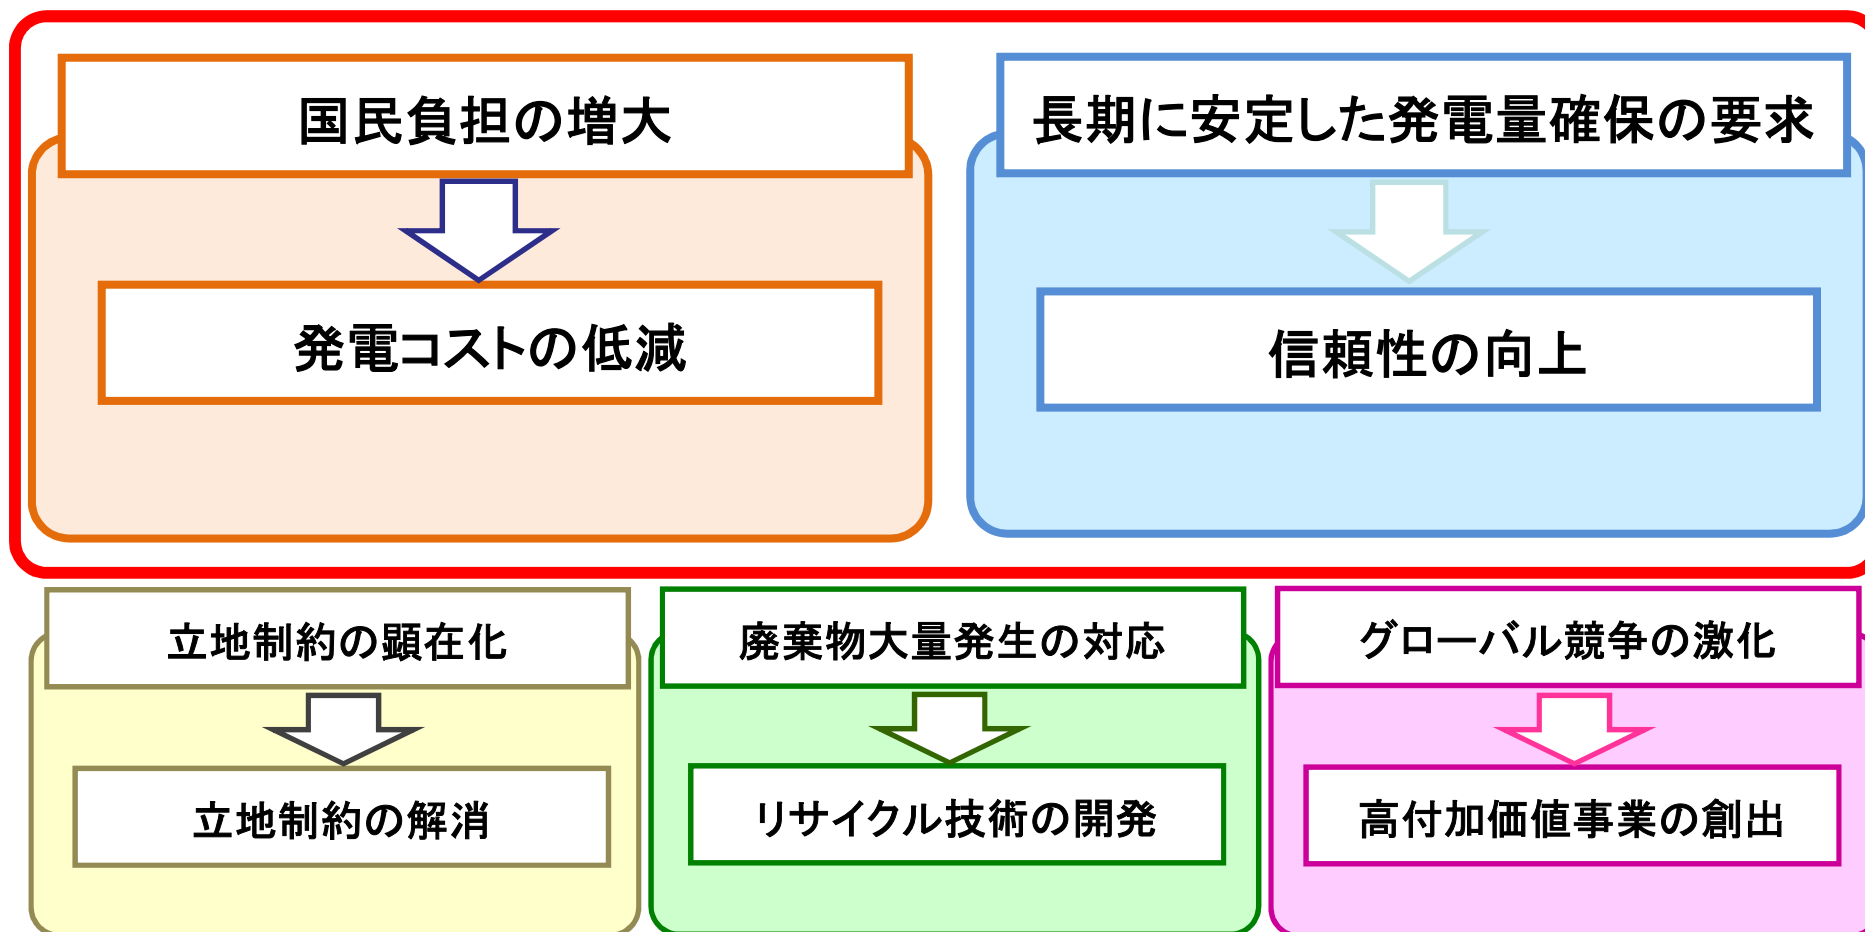 国民負担の増大
長期に安定した発電量確保の要求
発電コストの低減
信頼性の向上
立地制約の顕在化
廃棄物大量発生の対応
グローバル競争の激化
立地制約の解消
リサイクル技術の開発
高付加価値事業の創出